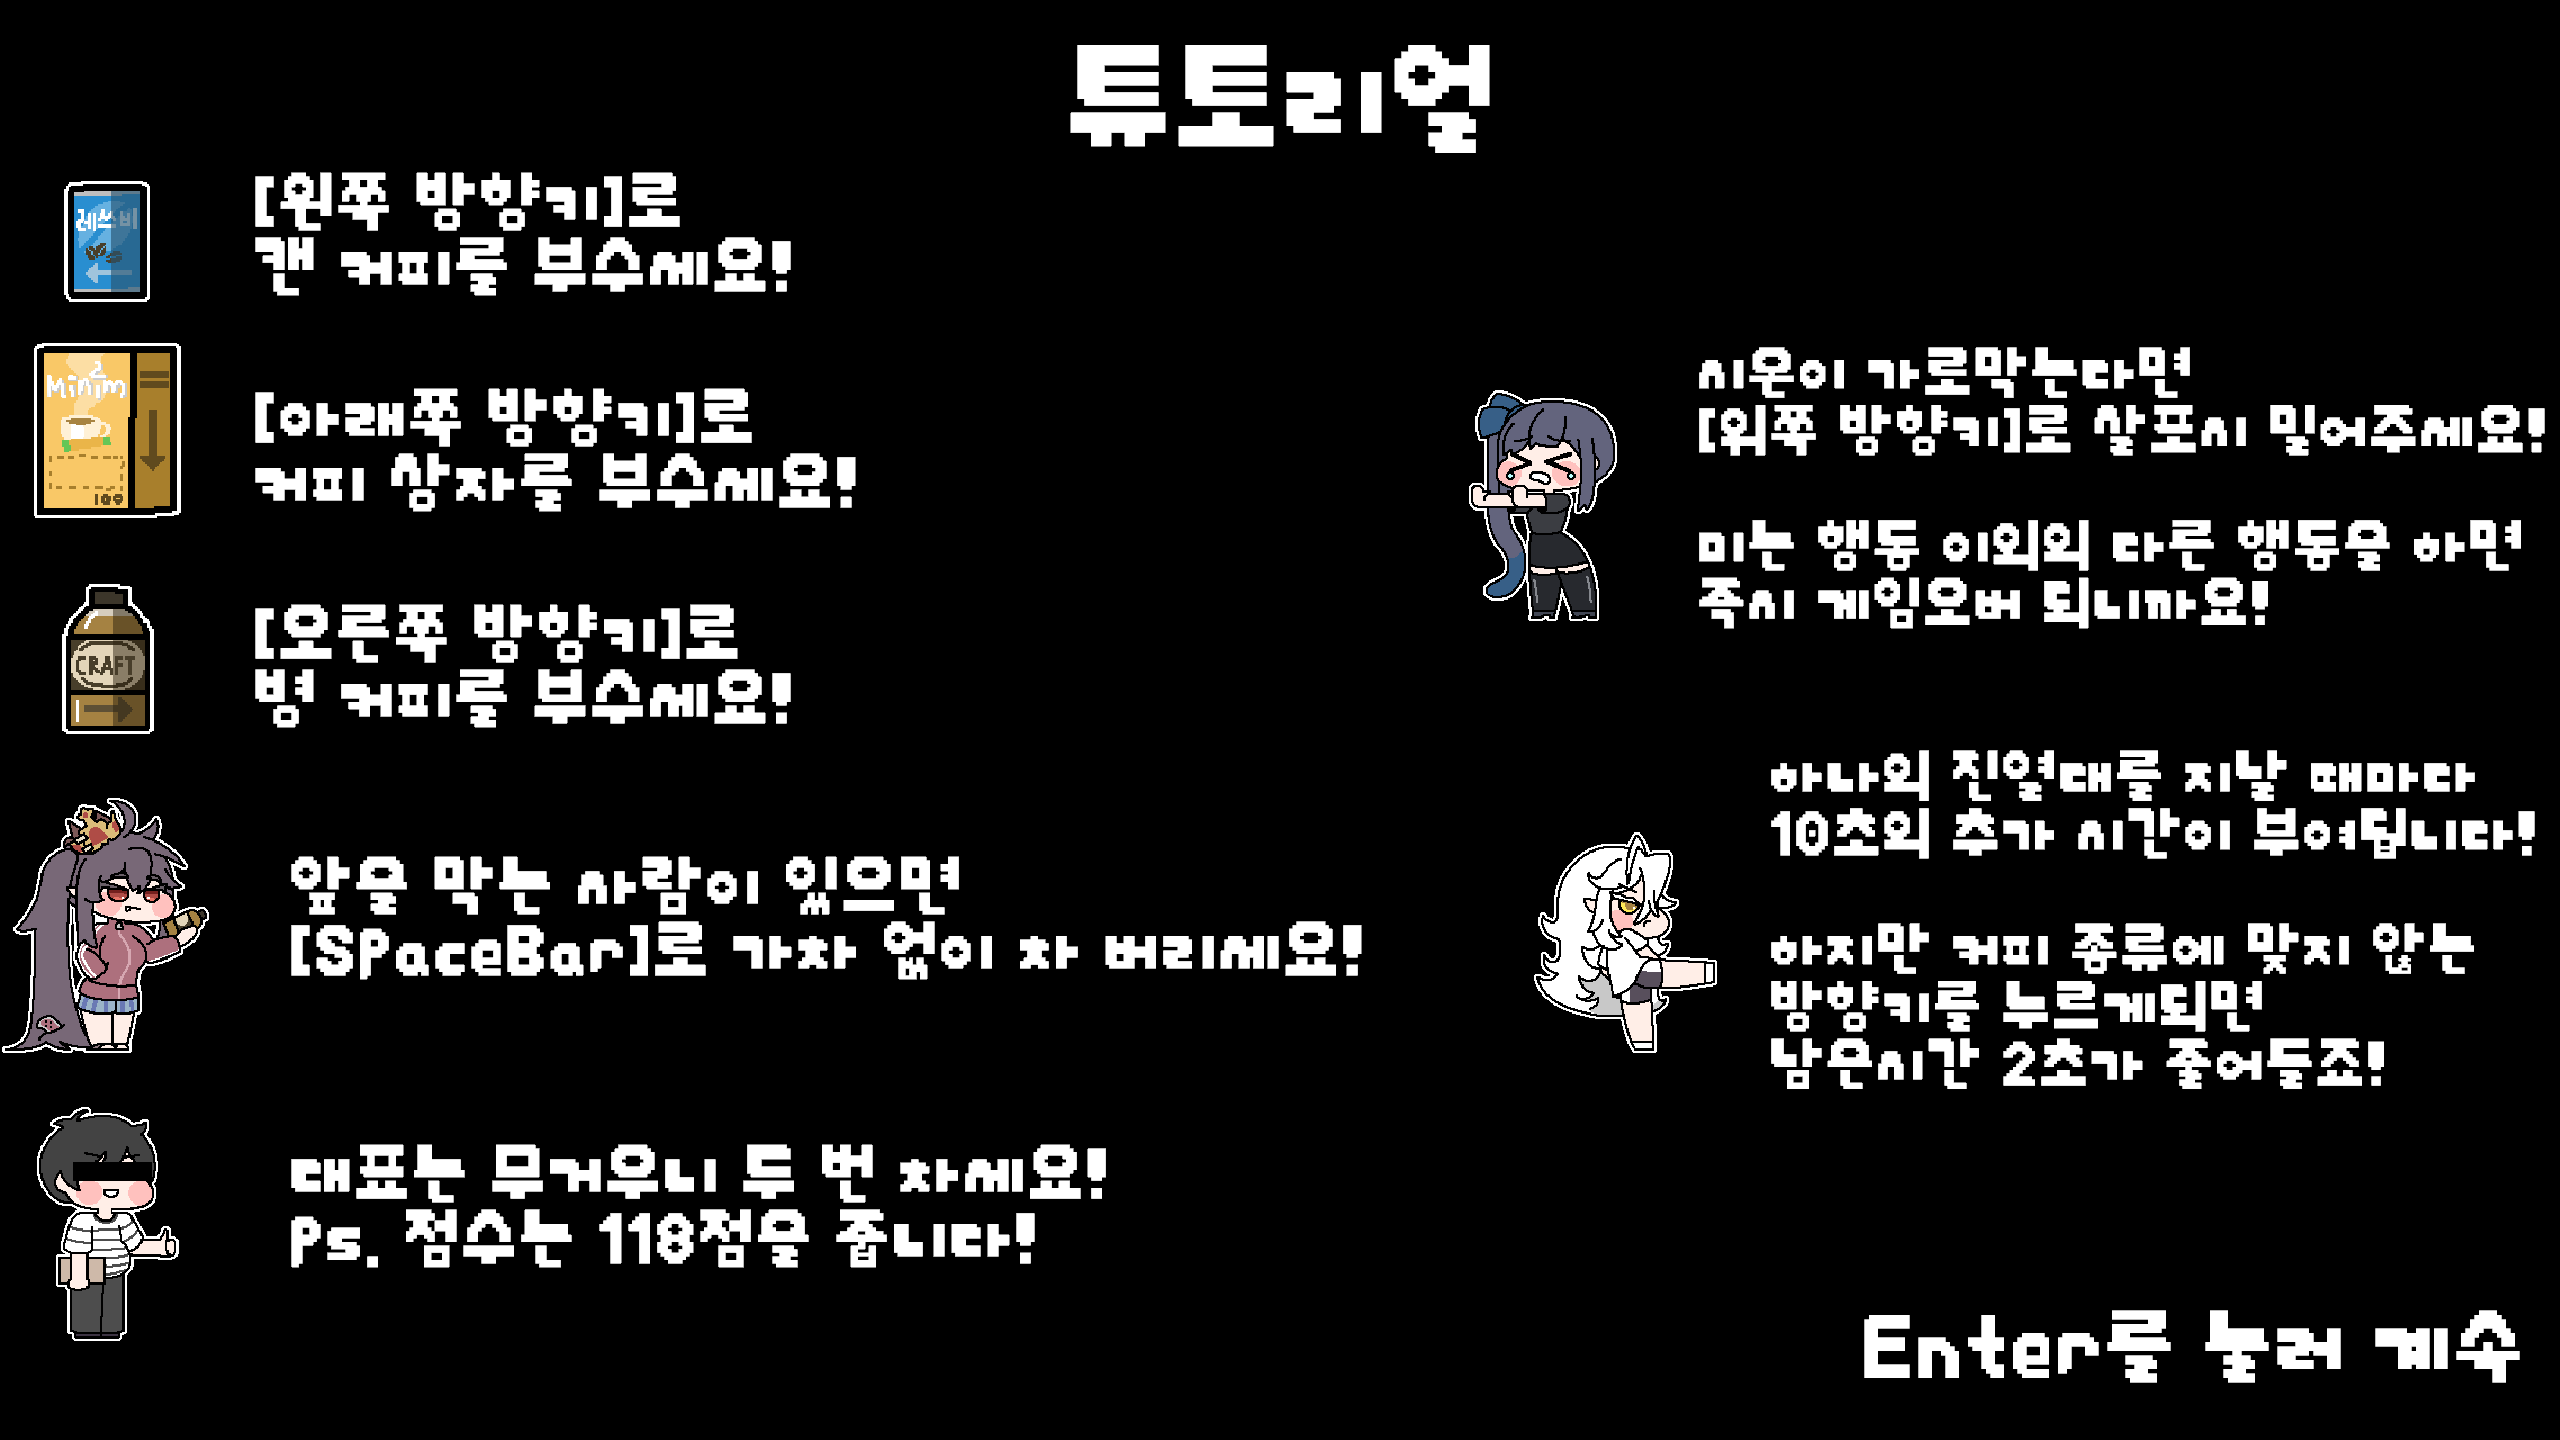 튜토리얼
레쓰비
[왼쪽 방향키]로
캔 커피를 부수세요!
Minim
100
[아래쪽 방향키]로
커피 상자를 부수세요!
CRAFT
[오른쪽 방향키]로
병 커피를 부수세요!
앞을 막는 사람이 있으면
[SpaceBar]로 가차 없이 차 버리세요!
대표는 무거우니 두 번 차세요!
Ps. 점수는 118점을 줍니다!
시온이 가로막는다면
[위쪽 방향키]로 살포시 밀어주세요!
미는 행동 이외의 다른 행동을 하면
즉시 게임오버 되니까요!
하나의 진열대를 지날 때마다
10초의 추가 시간이 부여됩니다!
하지만 커피 종류에 맞지 않는
방향키를 누르게되면
남은시간 2초가 줄어들죠!
Enter를 눌러 계속